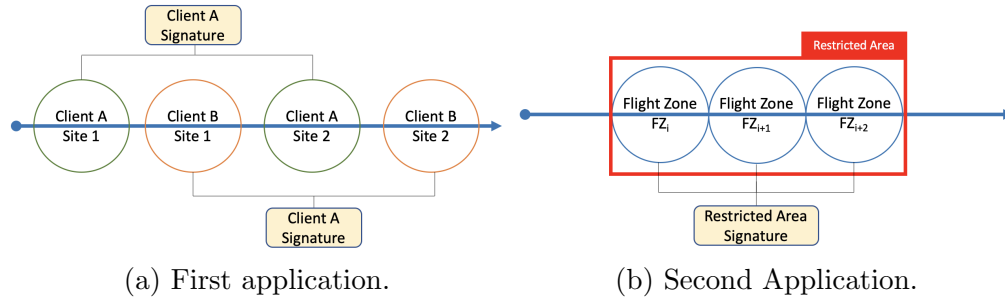 Client A
Signature
Client A
Site 1
Client B
Site 1
Client A
Site 2
Client B
Site 2
Client A
Signature
(a) First application.
Restricted Area
Flight Zone
FZi
Flight Zone
FZi+1
Flight Zone
FZi+2
Restricted Area
Signature
(b) Second Application.